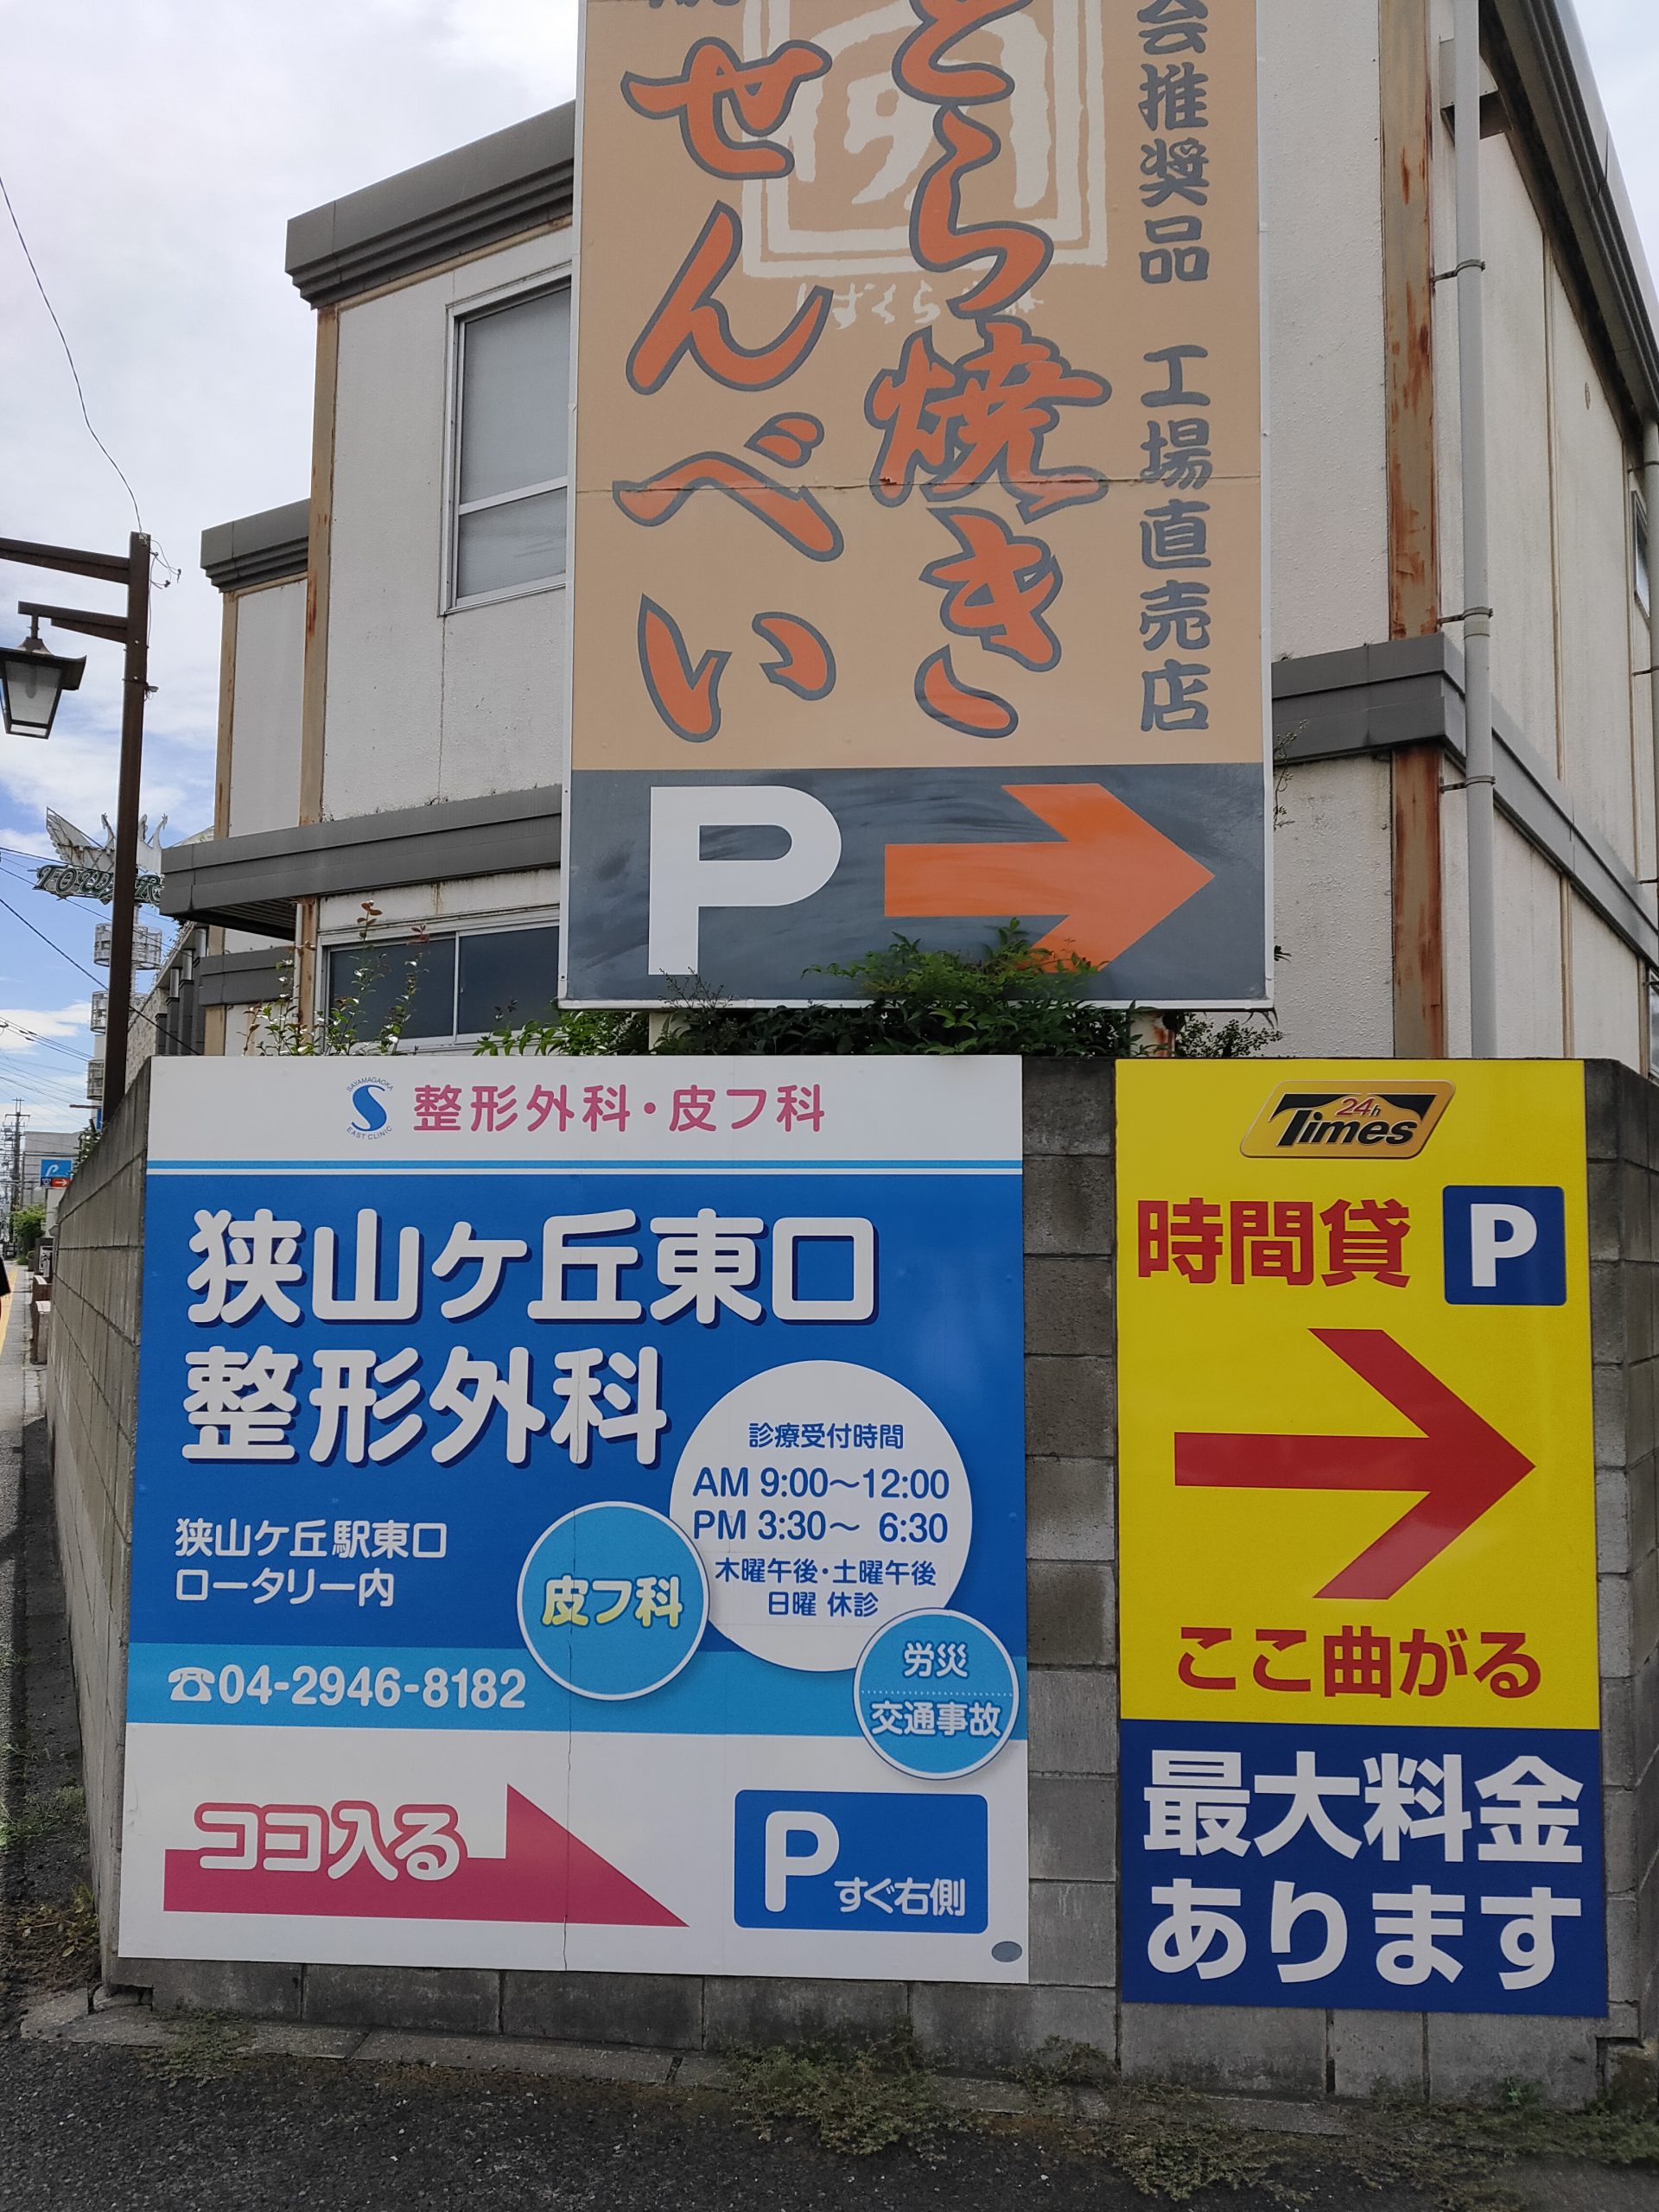 会推奨品 工場直売店
どら焼き
せんべい
P
SAYAMAGAOKA
S
EAST CLINIC
整形外科・皮フ科
狭山ケ丘東口
整形外科
診療受付時間
AM 9:00〜12:00
PM 3:30〜 6:30
木曜午後・土曜午後
日曜 休診
狭山ケ丘駅東口
ロータリー内
皮フ科
労災
交通事故
☎04-2946-8182
ココ入る
P すぐ右側
24h
Times
時間貸 P
ここ曲がる
最大料金
あります